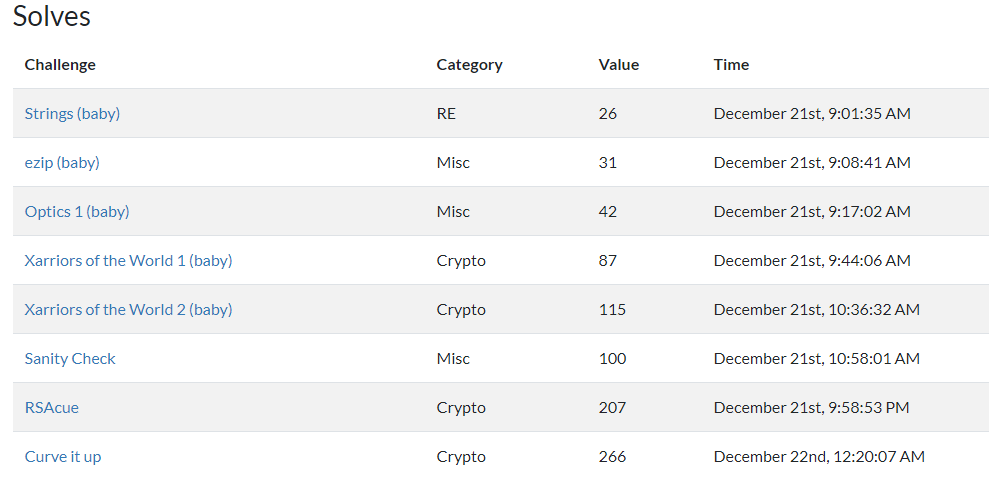 Solves
Challenge Category Value Time
Strings (baby) RE 26 December 21st, 9:01:35 AM
ezip (baby) Misc 31 December 21st, 9:08:41 AM
Optics 1 (baby) Misc 42 December 21st, 9:17:02 AM
Xarriors of the World 1 (baby) Crypto 87 December 21st, 9:44:06 AM
Xarriors of the World 2 (baby) Crypto 115 December 21st, 10:36:32 AM
Sanity Check Misc 100 December 21st, 10:58:01 AM
RSAcue Crypto 207 December 21st, 9:58:53 PM
Curve it up Crypto 266 December 22nd, 12:20:07 AM